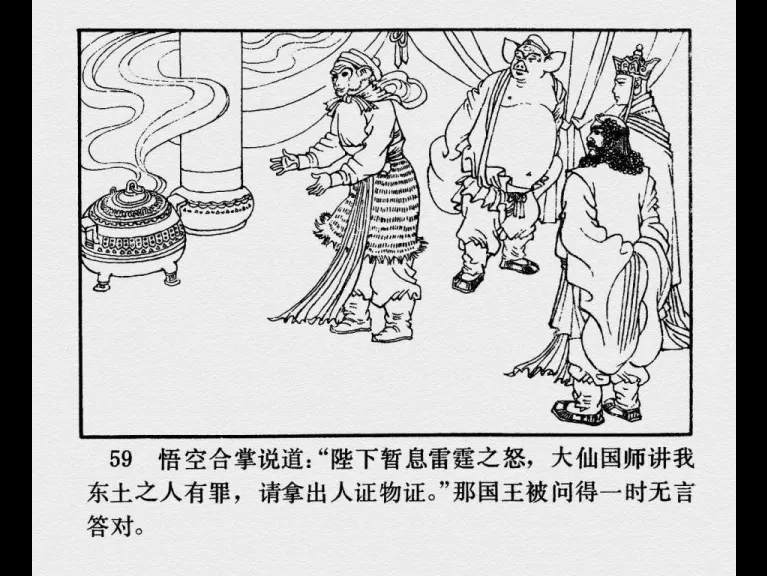 59 悟空合掌说道：“陛下暂息雷霆之怒，大仙国师讲我
东土之人有罪，请拿出人证物证。”那国王被问得一时无言
答对。